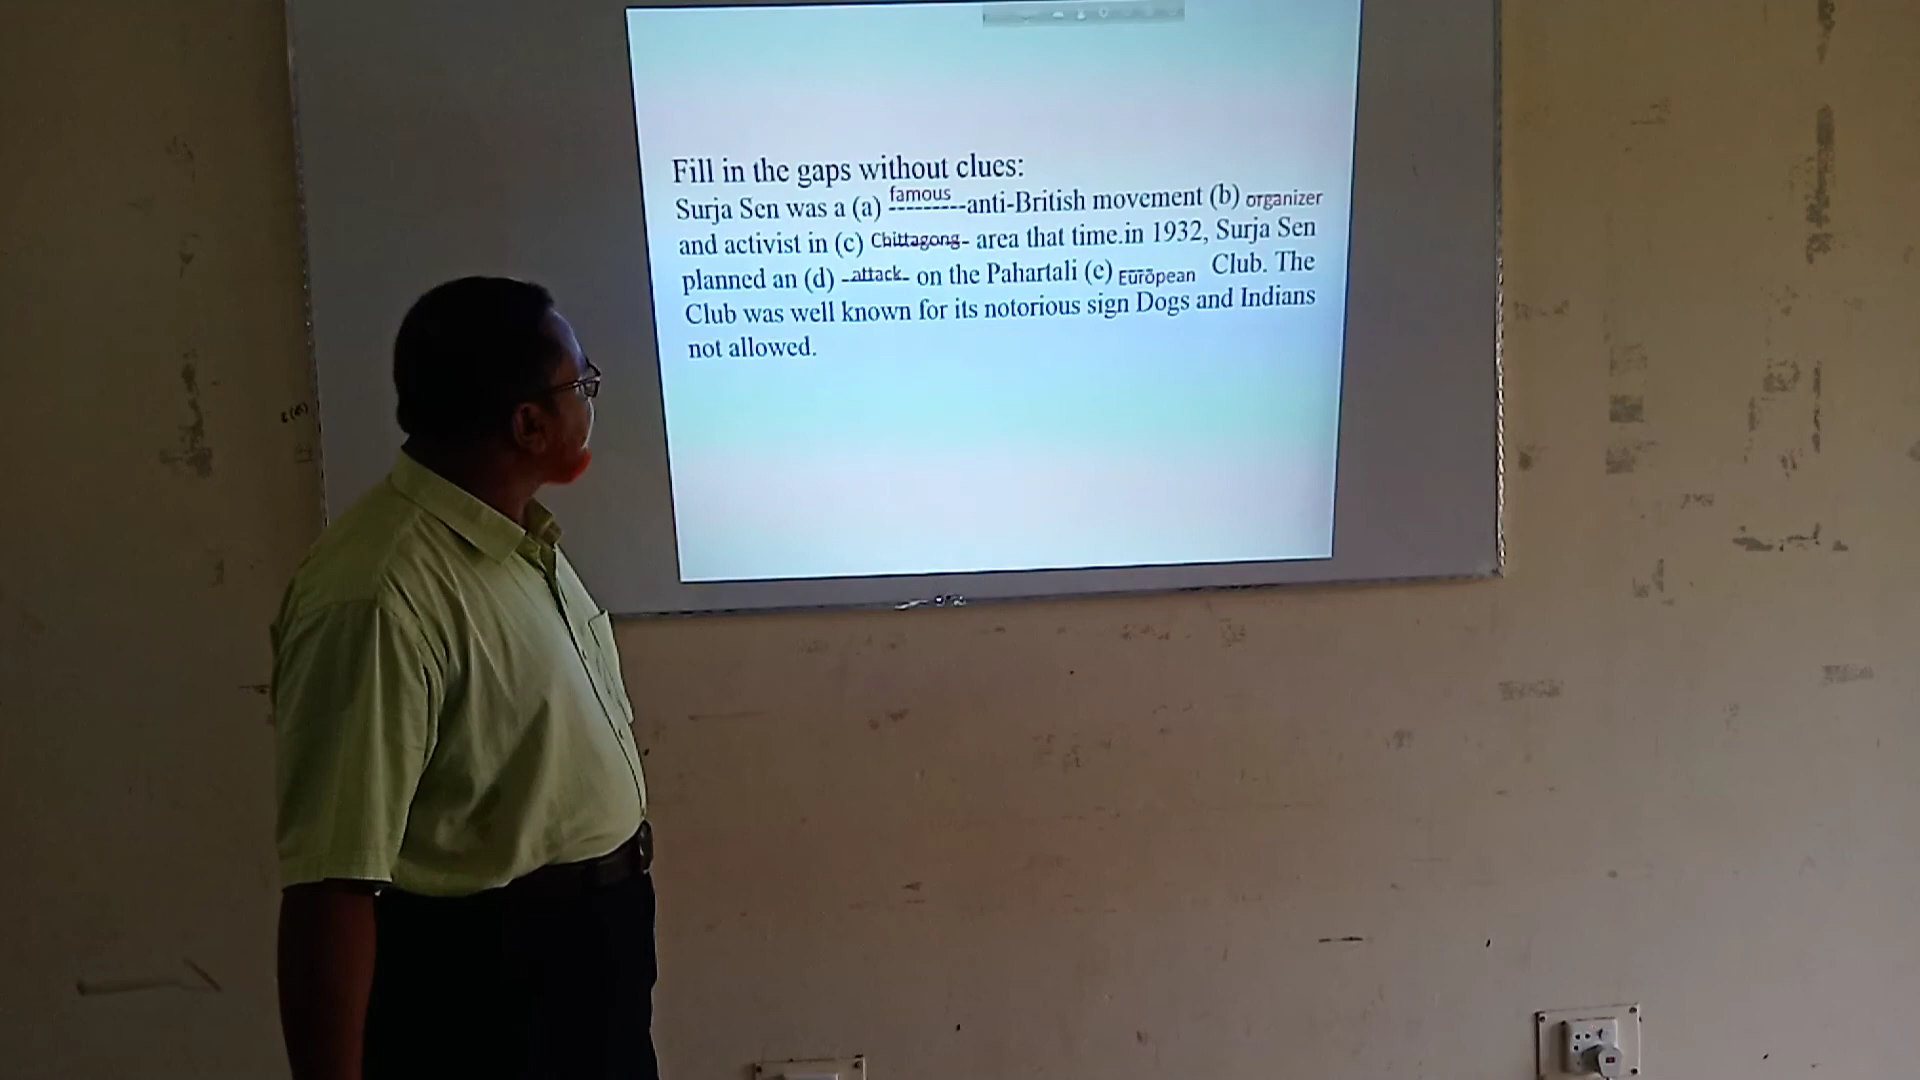 Fill in the gaps without clues:
Surja Sen was a (a) famous ---------anti-British movement (b) organizer
and activist in (c) Chittagong- area that time.in 1932, Surja Sen
planned an (d) -attack- on the Pahartali (e) European Club. The
Club was well known for its notorious sign Dogs and Indians
not allowed.